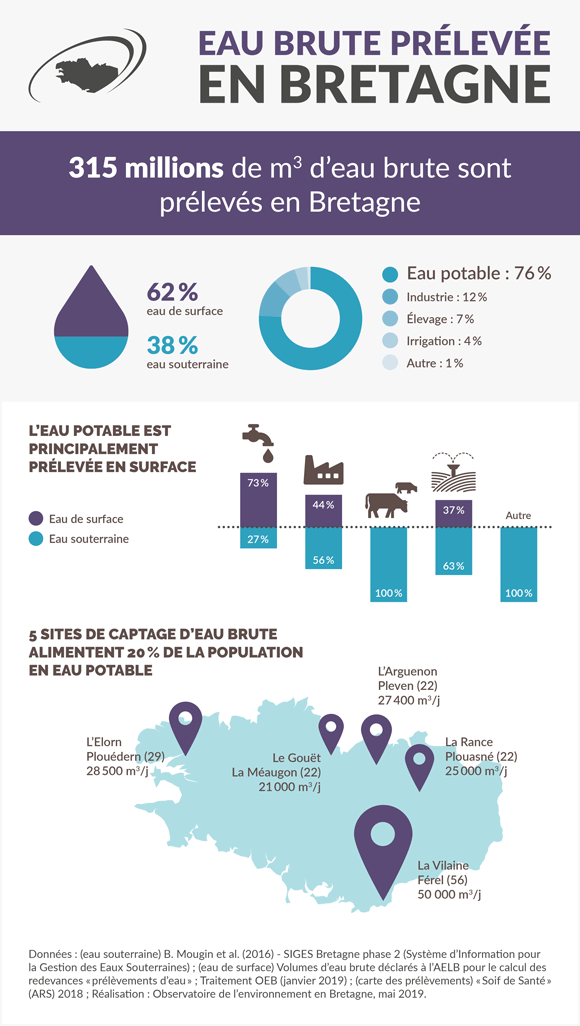 EAU BRUTE PRÉLEVÉE
EN BRETAGNE
315 millions de m³ d'eau brute sont
prélevés en Bretagne
62 %
eau de surface
38 %
eau souterraine
Eau potable : 76 %
Industrie : 12 %
Élevage : 7 %
Irrigation : 4 %
Autre : 1 %
L'EAU POTABLE EST
PRINCIPALEMENT
PRÉLEVÉE EN SURFACE
Eau de surface
Eau souterraine
73 %
27 %
44 %
56 %
100 %
37 %
63 %
Autre
100 %
5 SITES DE CAPTAGE D'EAU BRUTE
ALIMENTENT 20 % DE LA POPULATION
EN EAU POTABLE
L'Arguenon
Pleven (22)
27 400 m³/j
L'Elorn
Plouédern (29)
28 500 m³/j
Le Gouët
La Méaugon (22)
21 000 m³/j
La Rance
Plouasné (22)
25 000 m³/j
La Vilaine
Férel (56)
50 000 m³/j
Données : (eau souterraine) B. Mougin et al. (2016) - SIGES Bretagne phase 2 (Système d'Information pour
la Gestion des Eaux Souterraines) ; (eau de surface) Volumes d'eau brute déclarés à l'AELB pour le calcul des
redevances « prélèvements d'eau » ; Traitement OEB (janvier 2019) ; (carte des prélèvements) « Soif de Santé »
(ARS) 2018 ; Réalisation : Observatoire de l'environnement en Bretagne, mai 2019.